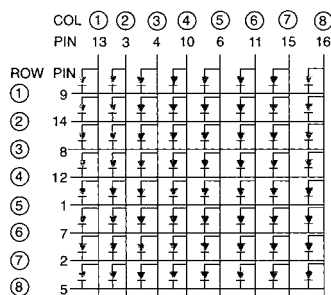 COL ① ② ③ ④ ⑤ ⑥ ⑦ ⑧
PIN 13 3 4 10 6 11 15 16
ROW PIN
① 9
② 14
③ 8
④ 12
⑤ 1
⑥ 7
⑦ 2
⑧ 5